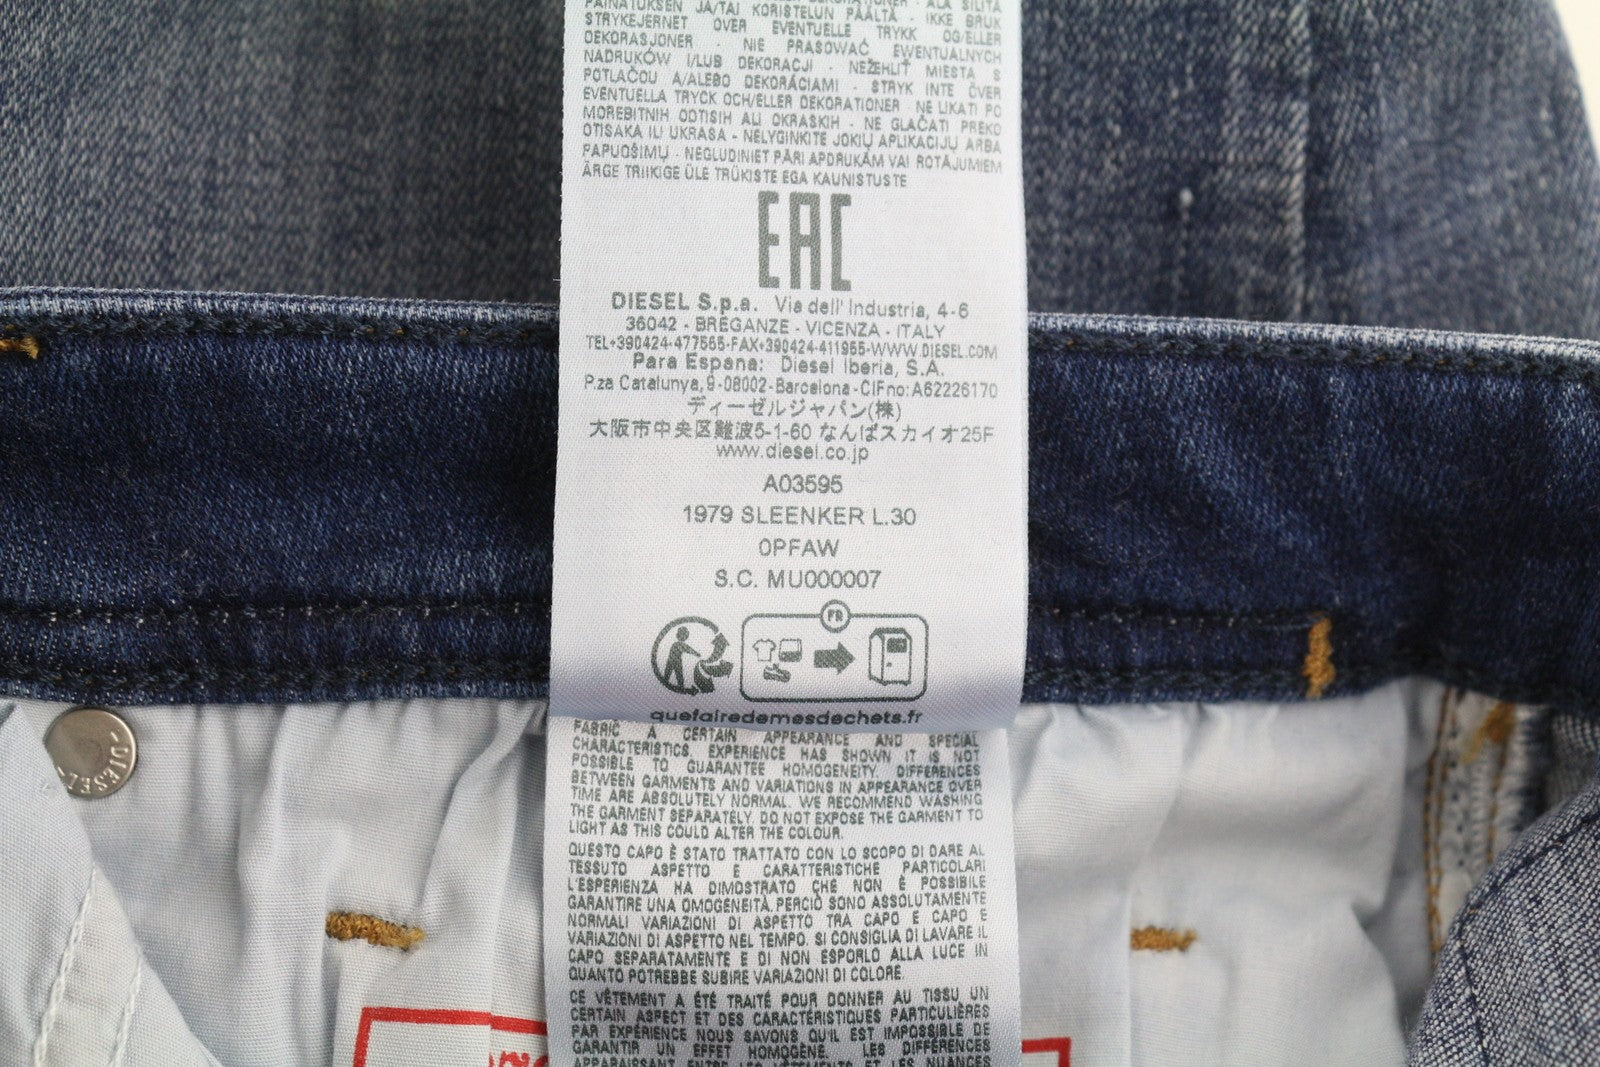 PAINATUKSEN JA/TAI KORISTELUN PÄÄLTÄ - IKKE BRUK
STRYKEJERNET OVER EVENTUELLE TRYKK OG/ELLER
DEKORASJONER - NIE PRASOWAĆ EWENTUALNYCH
NADRUKÓW I/LUB DEKORACJI - NEŽEHLIŤ MIESTA S
POTLAČOU A/ALEBO DEKORÁCIAMI - STRYK INTE ÖVER
EVENTUELLA TRYCK OCH/ELLER DEKORATIONER - NE LIKATI PO
MOREBITNIH ODTISIH ALI OKRASKIH - NE GLAČATI PREKO
OTISAKA ILI UKRASA - NELYGINKITE JOKIŲ APLIKACIJŲ ARBA
PAPUOŠIMŲ - NEGLUDINIET PĀRI APDRUKĀM VAI ROTĀJUMIEM
ÄRGE TRIIKIGE ÜLE TRÜKISTE EGA KAUNISTUSTE
EAC
DIESEL S.p.a. Via dell' Industria, 4-6
36042 - BREGANZE - VICENZA - ITALY
TEL+390424-477555-FAX+390424-411955-WWW.DIESEL.COM
Para Espana: Diesel Iberia, S.A.
P.za Catalunya, 9-08002-Barcelona-CIFno:A62226170
ディーゼルジャパン(株)
大阪市中央区難波5-1-60 なんばスカイオ25F
www.diesel.co.jp
A03595
1979 SLEENKER L.30
0PFAW
S.C. MU000007
FR
quefairedemesdechets.fr
DIESEL
FABRIC A CERTAIN APPEARANCE AND SPECIAL
CHARACTERISTICS. EXPERIENCE HAS SHOWN IT IS NOT
POSSIBLE TO GUARANTEE HOMOGENEITY. DIFFERENCES
BETWEEN GARMENTS AND VARIATIONS IN APPEARANCE OVER
TIME ARE ABSOLUTELY NORMAL. WE RECOMMEND WASHING
THE GARMENT SEPARATELY. DO NOT EXPOSE THE GARMENT TO
LIGHT AS THIS COULD ALTER THE COLOUR.
QUESTO CAPO È STATO TRATTATO CON LO SCOPO DI DARE AL
TESSUTO ASPETTO E CARATTERISTICHE PARTICOLARI
L'ESPERIENZA HA DIMOSTRATO CHE NON È POSSIBILE
GARANTIRE UNA OMOGENEITÀ. PERCIÒ SONO ASSOLUTAMENTE
NORMALI VARIAZIONI DI ASPETTO TRA CAPO E CAPO E
VARIAZIONI DI ASPETTO NEL TEMPO. SI CONSIGLIA DI LAVARE IL
CAPO SEPARATAMENTE E DI NON ESPORLO ALLA LUCE IN
QUANTO POTREBBE SUBIRE VARIAZIONI DI COLORE.
CE VÊTEMENT A ÉTÉ TRAITÉ POUR DONNER AU TISSU UN
CERTAIN ASPECT ET DES CARACTÉRISTIQUES PARTICULIÈRES
PAR EXPÉRIENCE NOUS SAVONS QU'IL EST IMPOSSIBLE DE
GARANTIR UN EFFET HOMOGÈNE. LES DIFFÉRENCES
APPARAISSANT ENTRE LES VÊTEMENTS ET LES NUANCES